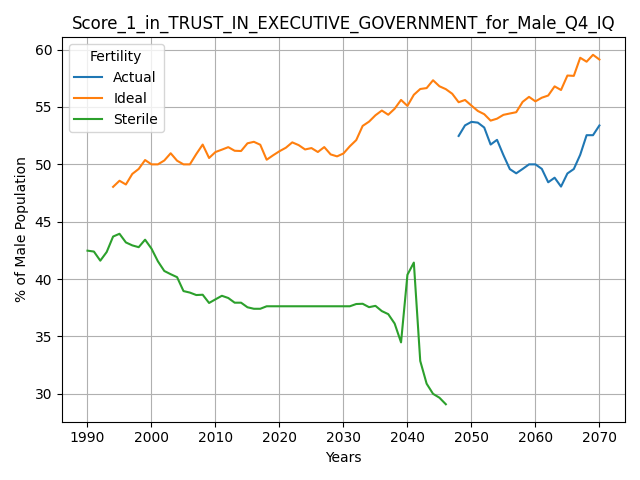 Score_1_in_TRUST_IN_EXECUTIVE_GOVERNMENT_for_Male_Q4_IQ
Fertility
Actual
Ideal
Sterile
% of Male Population
60
55
50
45
40
35
30
1990 2000 2010 2020 2030 2040 2050 2060 2070
Years